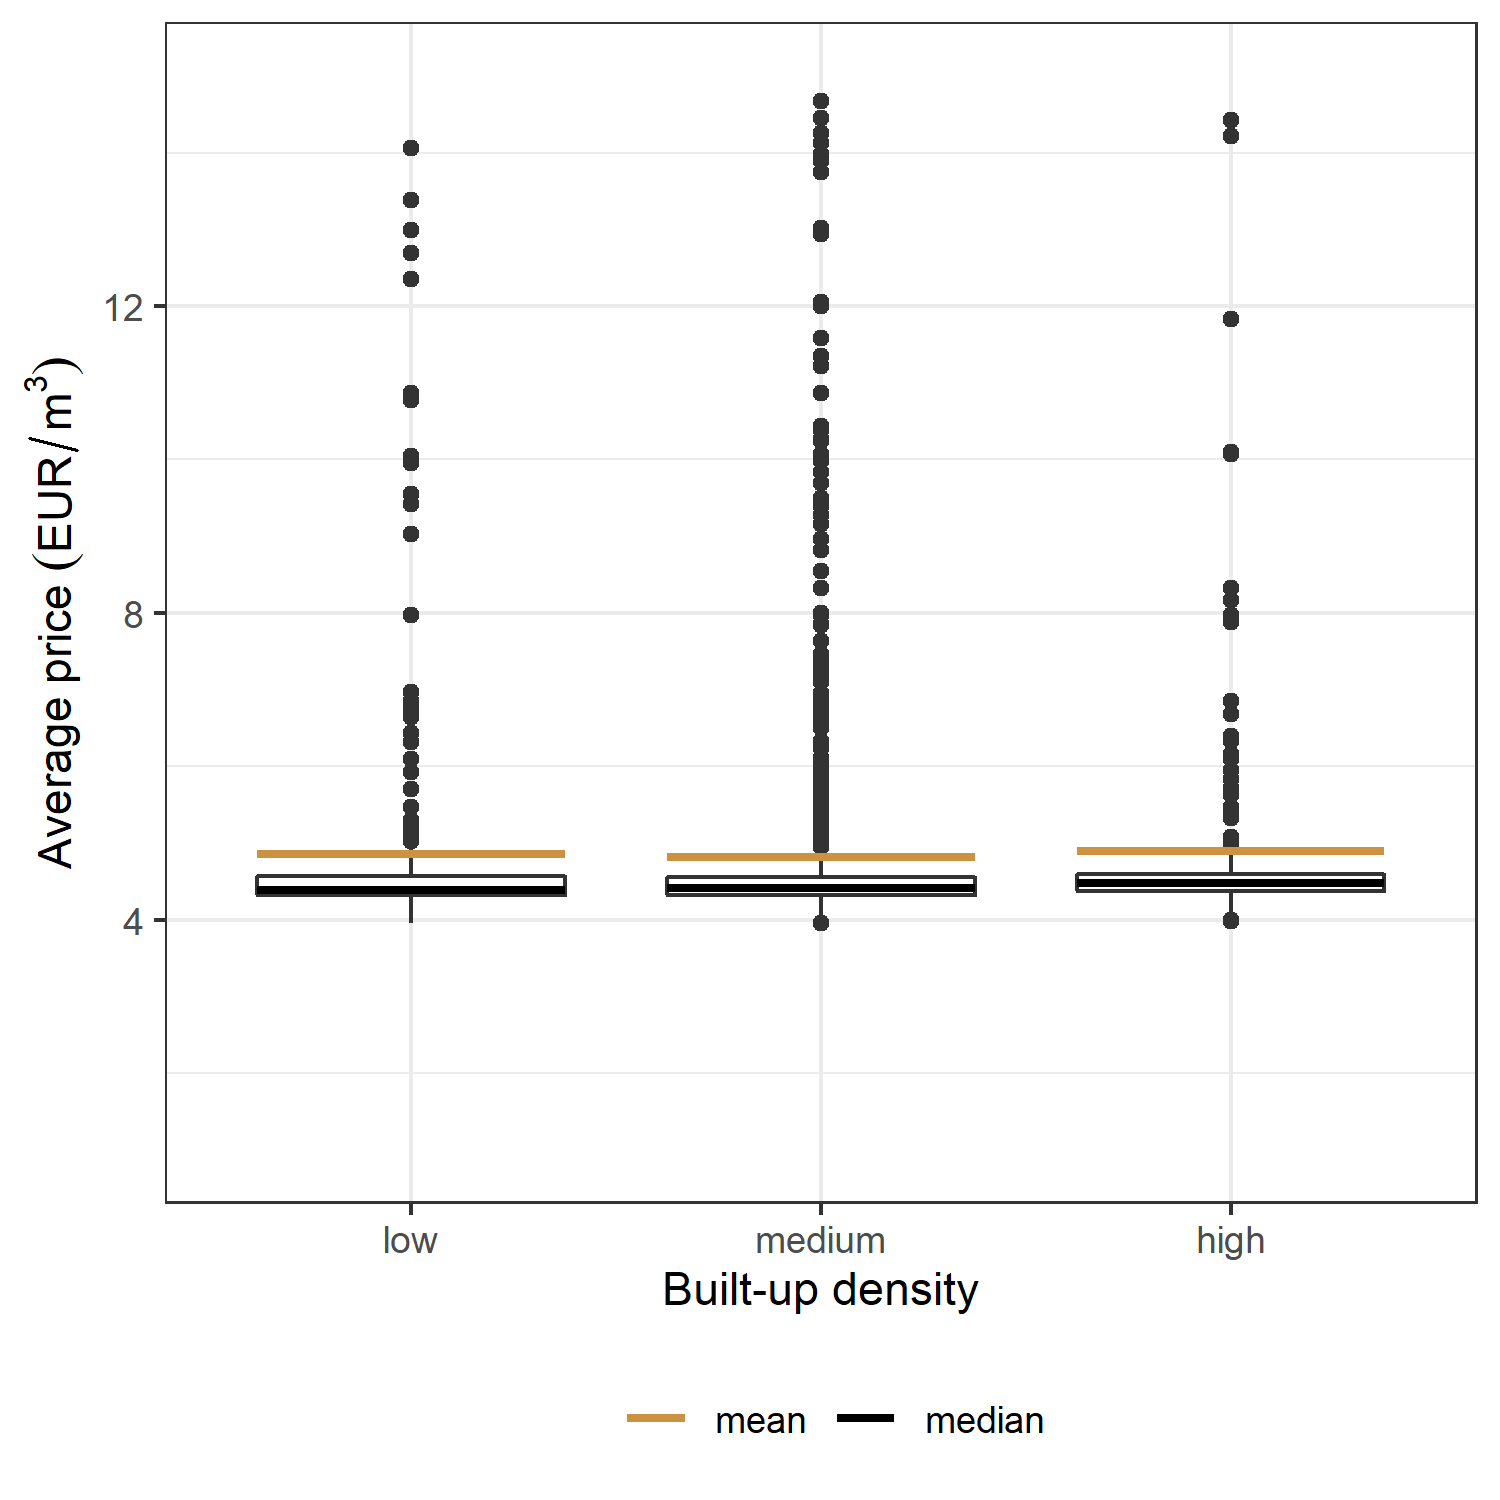 Average price (EUR/m³)
12
8
4
low medium high
Built-up density
mean median